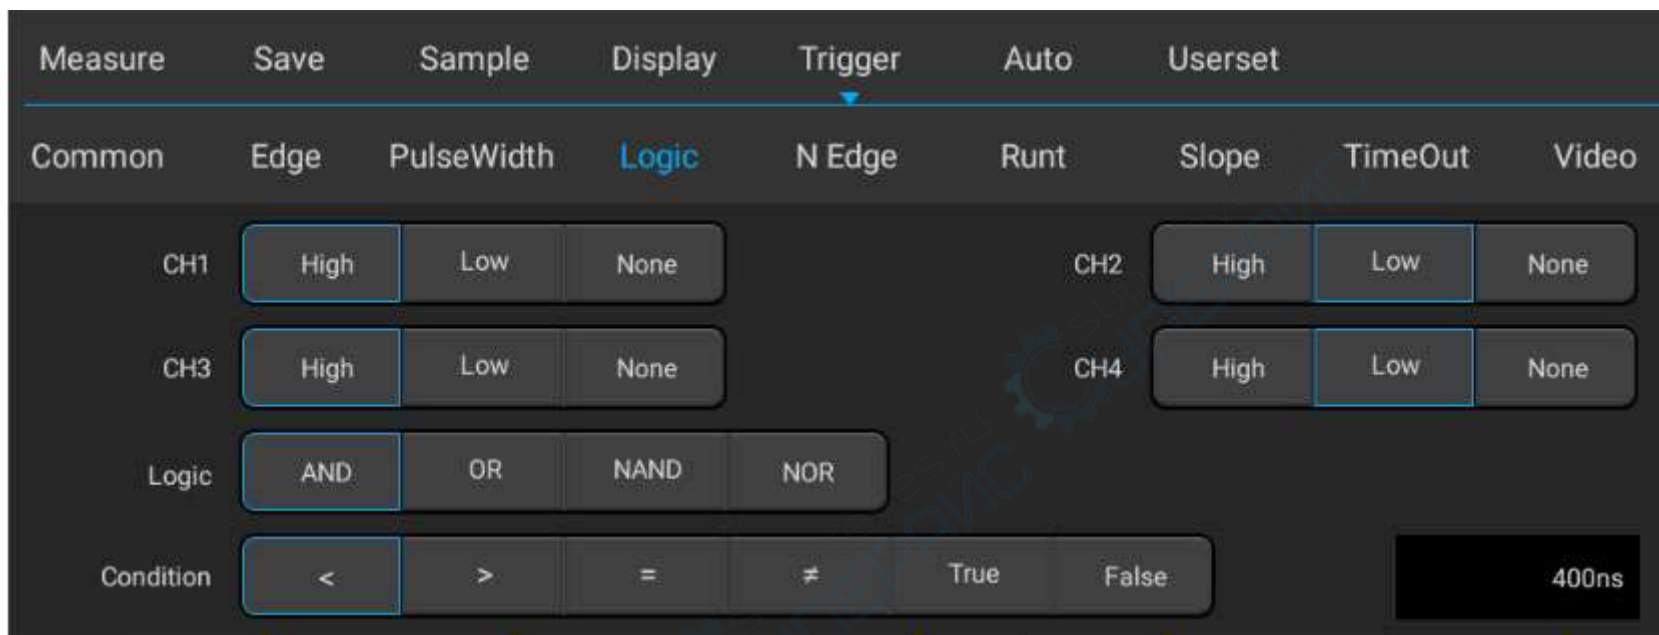 Measure Save Sample Display Trigger Auto Userset
Common Edge PulseWidth Logic N Edge Runt Slope TimeOut Video
CH1 High Low None CH2 High Low None
CH3 High Low None CH4 High Low None
Logic AND OR NAND NOR
Condition < > = ≠ True False 400ns